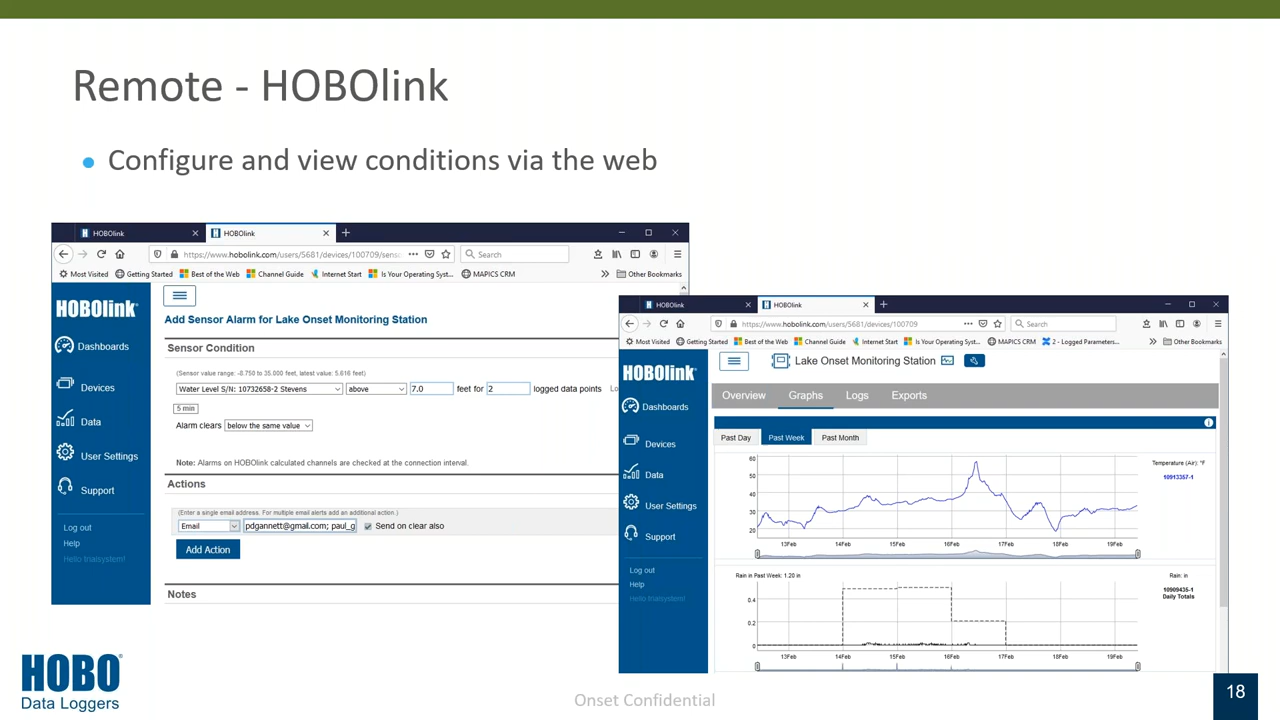 Remote - HOBOlink
• Configure and view conditions via the web
HOBOlink
HOBOlink
https://www.hobolink.com/users/5681/devices/100709/senso
Search
Most Visited
Getting Started
Best of the Web
Channel Guide
Internet Start
Is Your Operating Syst...
MAPICS CRM
Other Bookmarks
HOBOlink
Dashboards
Devices
Data
User Settings
Support
Log out
Help
Hello trialsystem!
Add Sensor Alarm for Lake Onset Monitoring Station
Sensor Condition
(Sensor value range: -8.750 to 35.000 feet, latest value: 5.616 feet)
Water Level S/N: 10732658-2 Stevens above 7.0 feet for 2 logged data points Lo
5 min
Alarm clears below the same value
Note: Alarms on HOBOlink calculated channels are checked at the connection interval.
Actions
(Enter a single email address. For multiple email alerts add an additional action.)
Email pdgannett@gmail.com; paul_g Send on clear also
Add Action
Notes
HOBOlink
HOBOlink
https://www.hobolink.com/users/5681/devices/100709
Search
Most Visited
Getting Started
Best of the Web
Channel Guide
Internet Start
Is Your Operating Syst...
MAPICS CRM
2 - Logged Parameters...
Other Bookmarks
HOBOlink
Dashboards
Devices
Data
User Settings
Support
Log out
Help
Hello trialsystem!
Lake Onset Monitoring Station
Overview Graphs Logs Exports
Past Day Past Week Past Month
60
50
40
30
20
Temperature (Air): °F
10913357-1
13Feb 14Feb 15Feb 16Feb 17Feb 18Feb 19Feb
Rain in Past Week: 1.20 in
0.4
0.2
0
Rain: in
10909435-1
Daily Totals
13Feb 14Feb 15Feb 16Feb 17Feb 18Feb 19Feb
HOBO®
Data Loggers
Onset Confidential
18